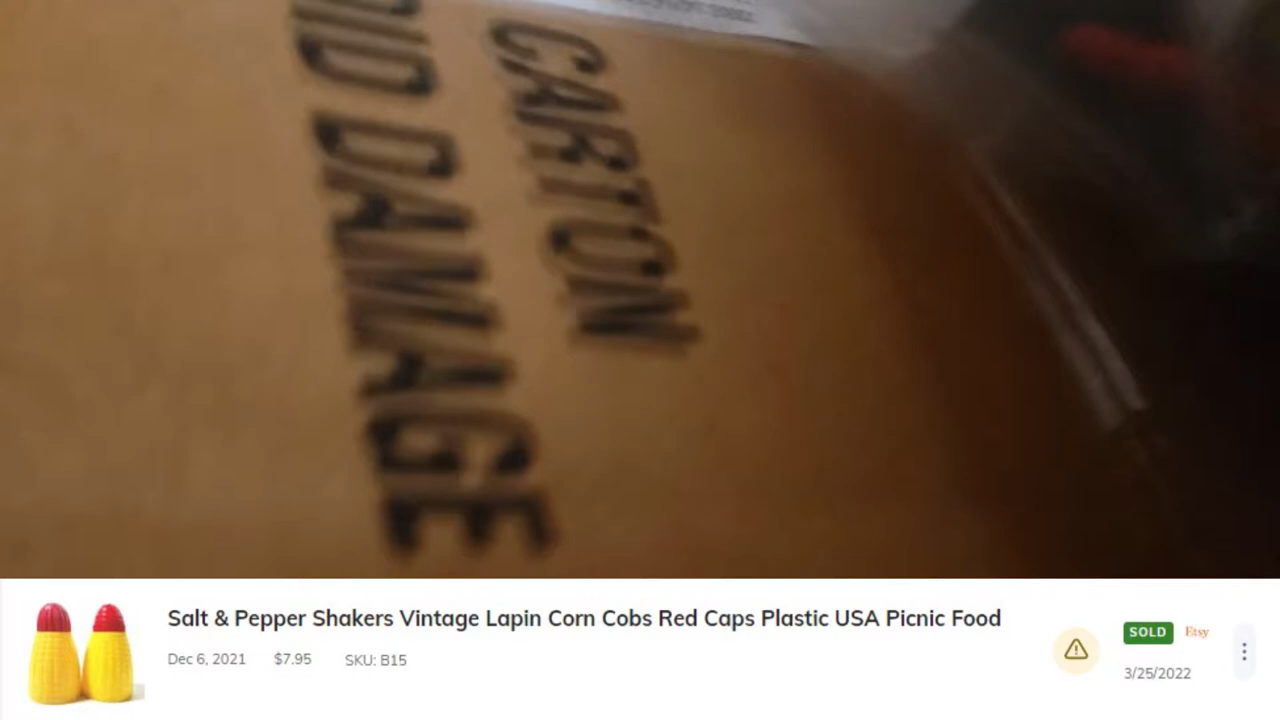 CARTON
DAMAGE
Salt & Pepper Shakers Vintage Lapin Corn Cobs Red Caps Plastic USA Picnic Food
Dec 6, 2021 $7.95 SKU: B15
SOLD Etsy
3/25/2022